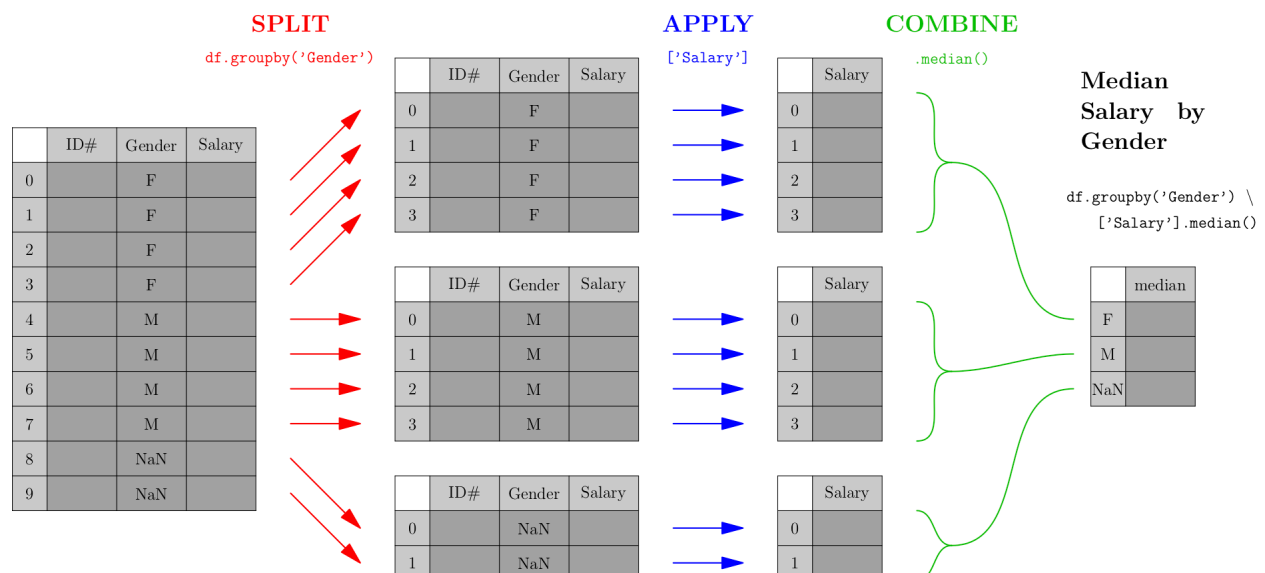 SPLIT
df.groupby('Gender')
APPLY
['Salary']
COMBINE
.median()
Median
Salary by
Gender
df.groupby('Gender') \
['Salary'].median()
ID# Gender Salary
0 F
1 F
2 F
3 F
4 M
5 M
6 M
7 M
8 NaN
9 NaN
ID# Gender Salary
0 F
1 F
2 F
3 F
ID# Gender Salary
0 M
1 M
2 M
3 M
ID# Gender Salary
0 NaN
1 NaN
Salary
0
1
2
3
Salary
0
1
2
3
Salary
0
1
median
F
M
NaN